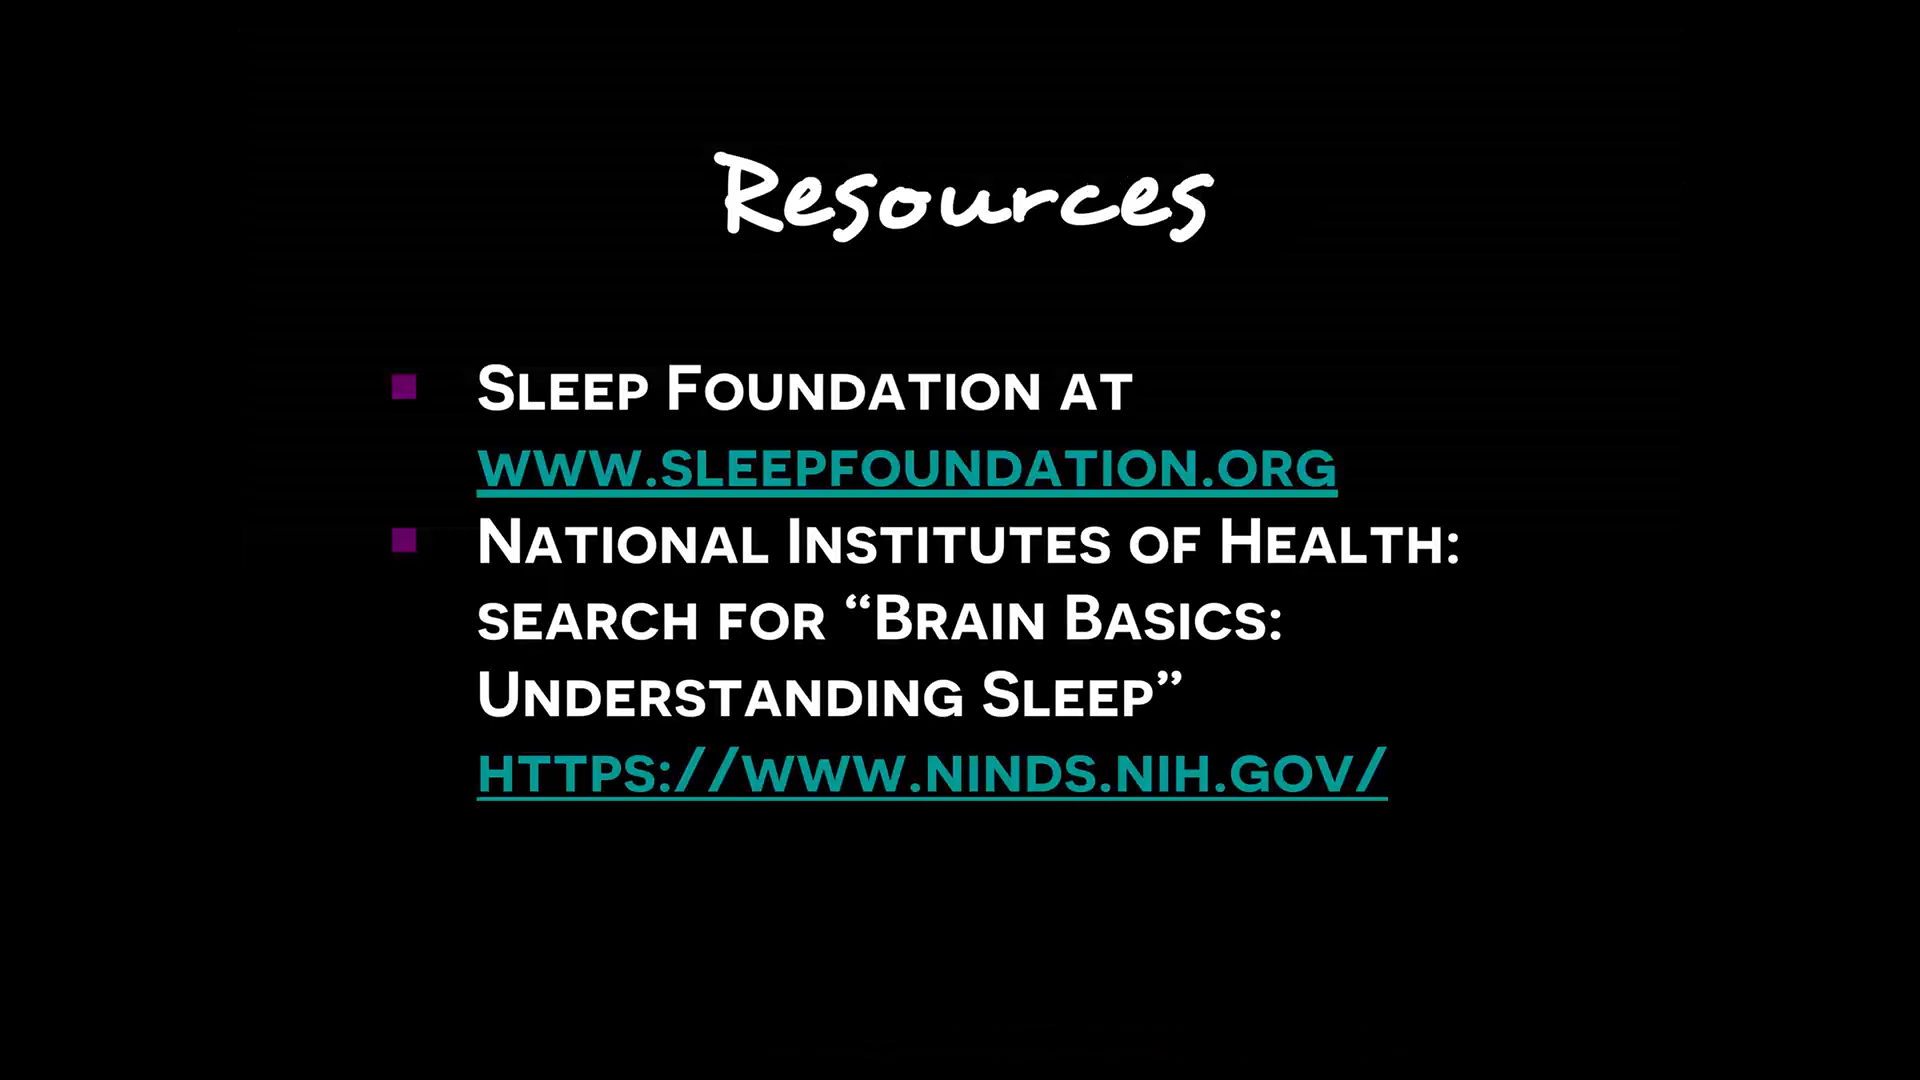 Resources
Sleep Foundation at
www.sleepfoundation.org
National Institutes of Health:
search for “Brain Basics:
Understanding Sleep”
https://www.ninds.nih.gov/